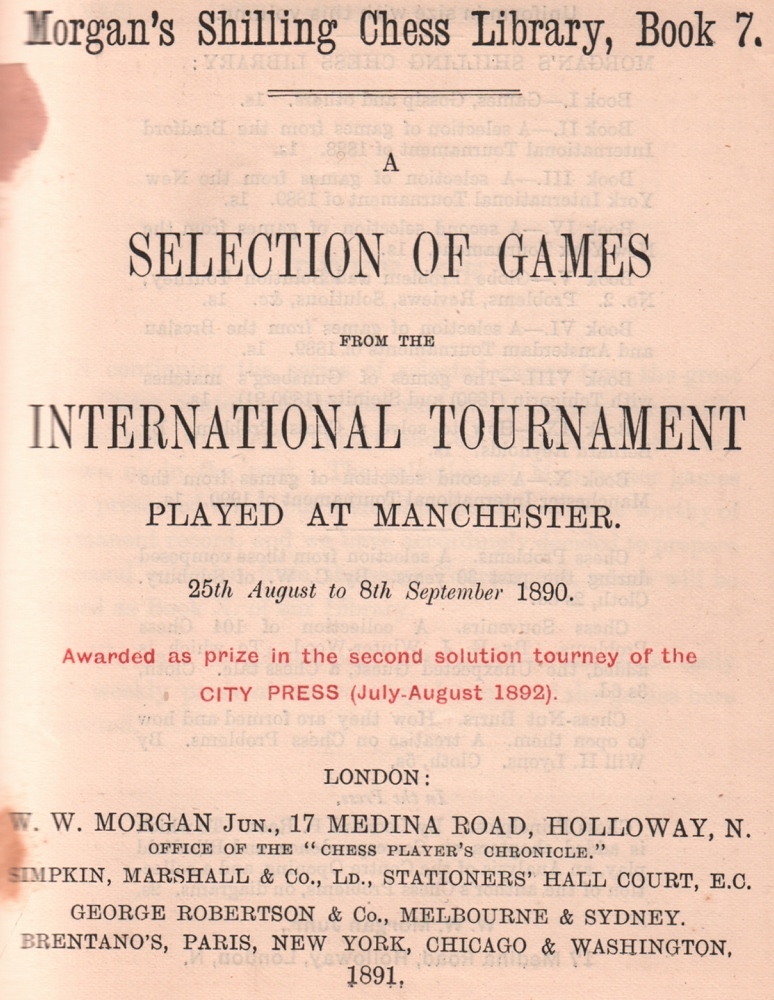 Morgan's Shilling Chess Library, Book 7.
A
SELECTION OF GAMES
FROM THE
INTERNATIONAL TOURNAMENT
PLAYED AT MANCHESTER.
25th August to 8th September 1890.
Awarded as prize in the second solution tourney of the
CITY PRESS (July-August 1892).
LONDON:
W. W. MORGAN JUN., 17 MEDINA ROAD, HOLLOWAY, N.
OFFICE OF THE "CHESS PLAYER'S CHRONICLE."
SIMPKIN, MARSHALL & Co., LD., STATIONERS' HALL COURT, E.C.
GEORGE ROBERTSON & Co., MELBOURNE & SYDNEY.
BRENTANO'S, PARIS, NEW YORK, CHICAGO & WASHINGTON,
1891.